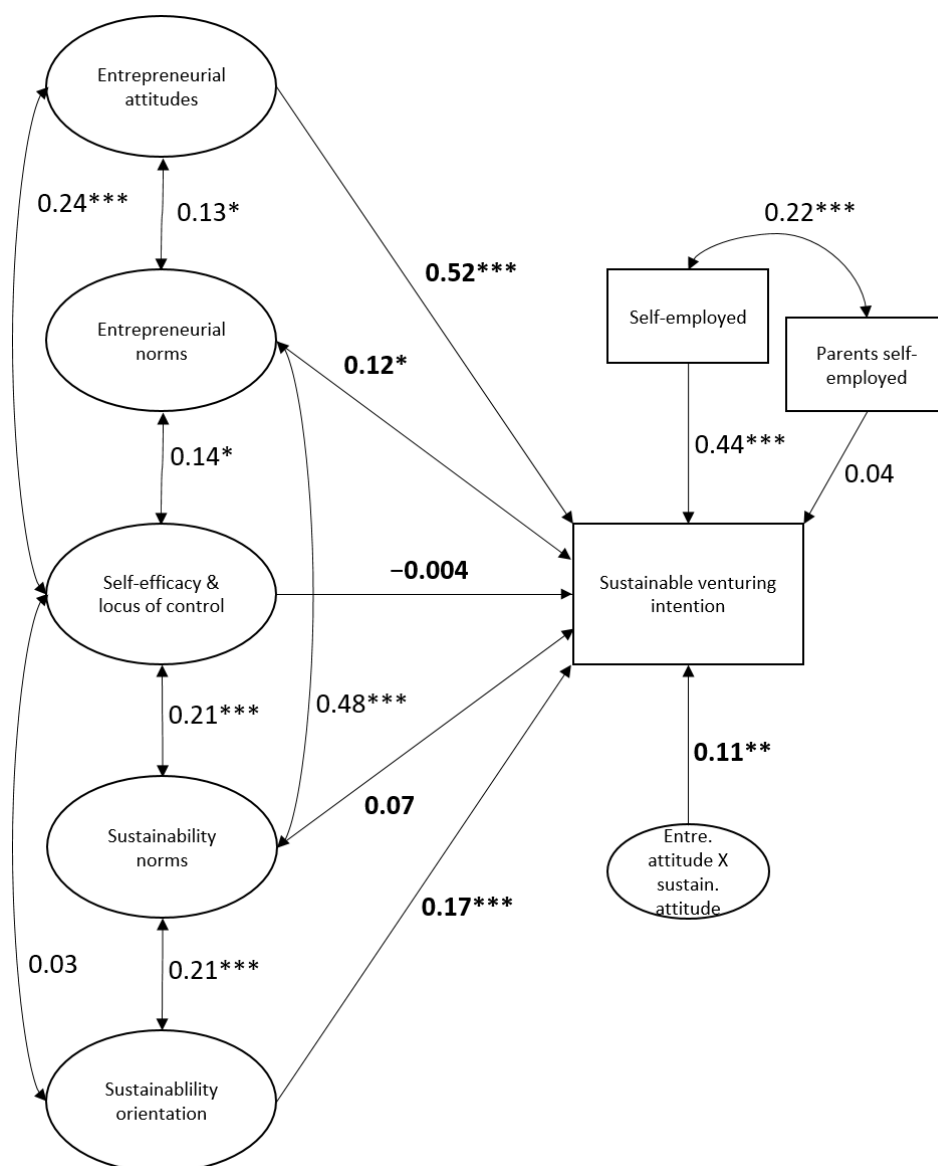 Entrepreneurial
attitudes
0.24***
0.13*
0.22***
0.52***
Self-employed
Entrepreneurial
norms
0.12*
Parents self-
employed
0.14*
0.44***
0.04
Self-efficacy &
locus of control
−0.004
Sustainable venturing
intention
0.21***
0.48***
0.11**
0.07
Sustainability
norms
Entre.
attitude X
sustain.
attitude
0.17***
0.03
0.21***
Sustainablility
orientation